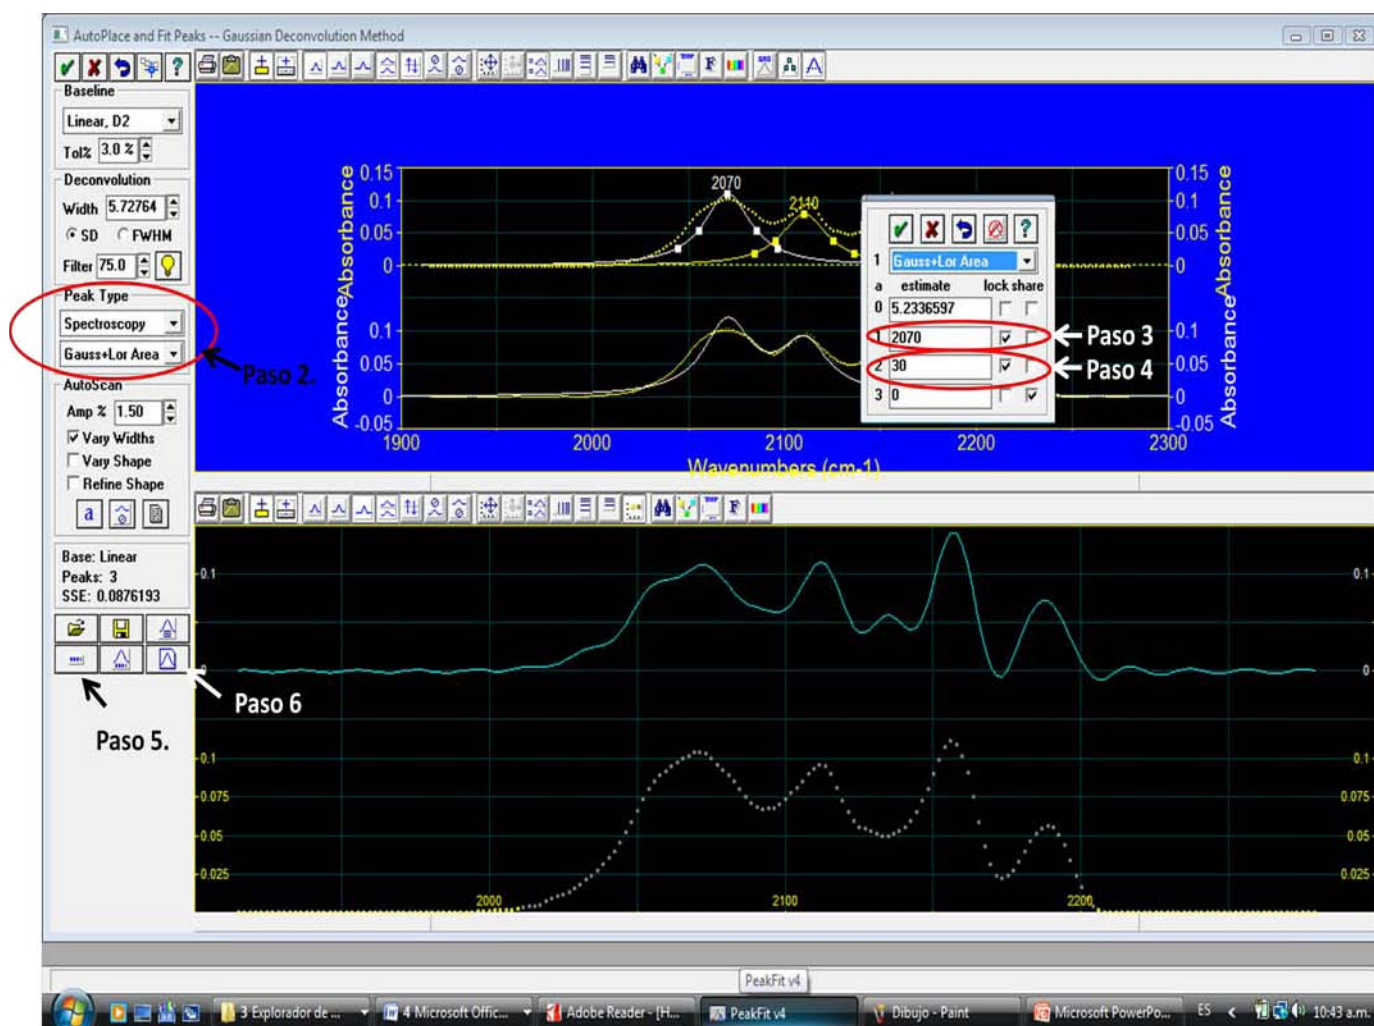 AutoPlace and Fit Peaks -- Gaussian Deconvolution Method
Baseline
Linear, D2
Tol% 3.0 %
Deconvolution
Width 5.72764
SD FWHM
Filter 75.0
Peak Type
Spectroscopy
Gauss+Lor Area
Paso 2.
AutoScan
Amp % 1.50
Vary Widths
Vary Shape
Refine Shape
a
Base: Linear
Peaks: 3
SSE: 0.0876193
Paso 5.
Paso 6
Absorbance
Absorbance
0.15
0.1
0.05
0
0.1
0.05
0
-0.05
2070
2110
1900
2000
2100
2200
2300
Wavenumbers (cm-1)
0.15
0.1
0.05
0
0.1
0.05
0
-0.05
Absorbance
Absorbance
1 Gauss+Lor Area
a estimate lock share
0 5.2336597
1 2070
2 30
3 0
Paso 3
Paso 4
0.1
0
0.1
0.075
0.05
0.025
2000
2100
2200
0.1
0
0.1
0.075
0.05
0.025
PeakFit v4
3 Explorador de ...
4 Microsoft Offic...
Adobe Reader - [H...
PeakFit v4
Dibujo - Paint
Microsoft PowerPo...
ES
10:43 a.m.